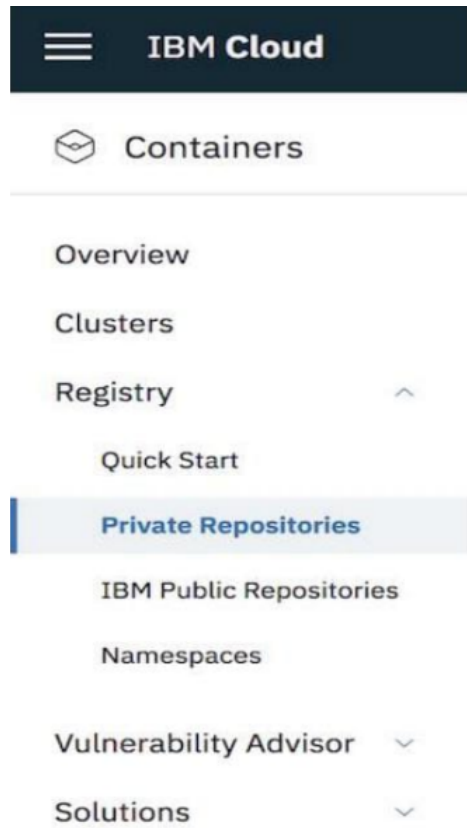 IBM Cloud
Containers
Overview
Clusters
Registry
Quick Start
Private Repositories
IBM Public Repositories
Namespaces
Vulnerability Advisor
Solutions